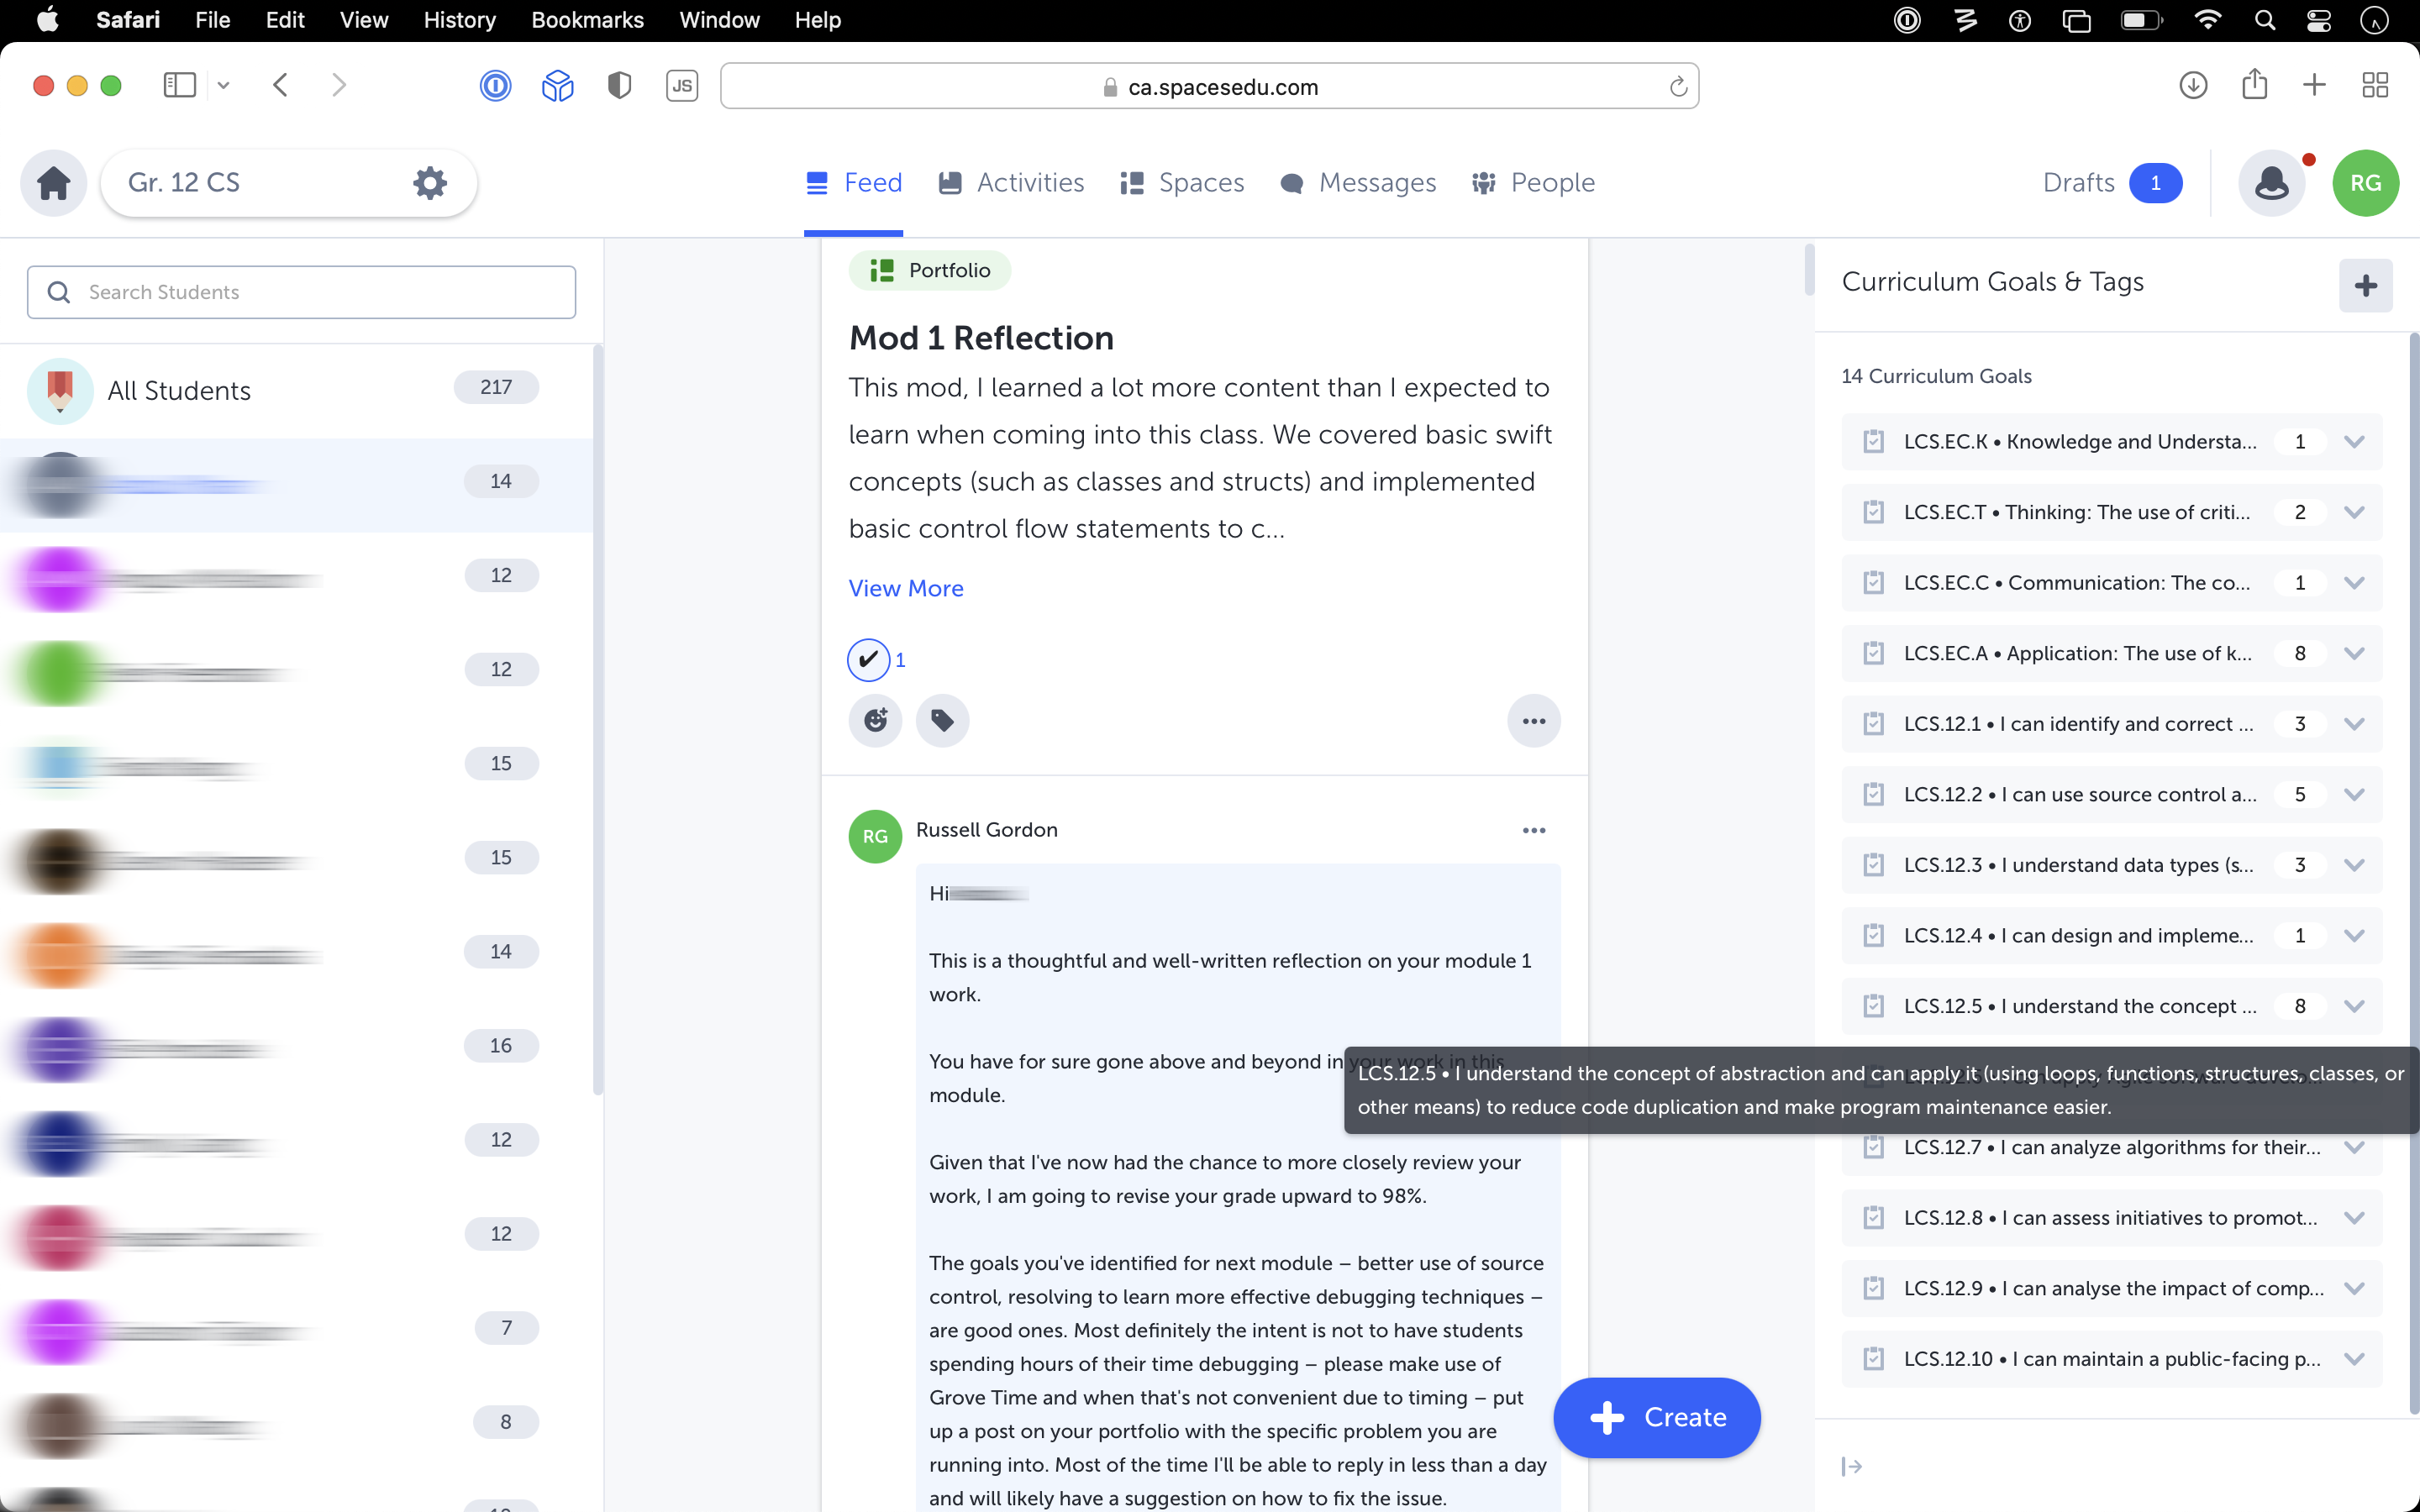 Safari File Edit View History Bookmarks Window Help
JS
ca.spacesedu.com
Gr. 12 CS
Feed Activities Spaces Messages People
Drafts 1
RG
Search Students
All Students 217
14
12
12
15
15
14
16
12
12
7
8
Portfolio
Mod 1 Reflection
This mod, I learned a lot more content than I expected to
learn when coming into this class. We covered basic swift
concepts (such as classes and structs) and implemented
basic control flow statements to c...
View More
1
RG
Russell Gordon
Hi
This is a thoughtful and well-written reflection on your module 1
work.
You have for sure gone above and beyond in your work in this
module.
Given that I've now had the chance to more closely review your
work, I am going to revise your grade upward to 98%.
The goals you've identified for next module – better use of source
control, resolving to learn more effective debugging techniques –
are good ones. Most definitely the intent is not to have students
spending hours of their time debugging – please make use of
Grove Time and when that's not convenient due to timing – put
up a post on your portfolio with the specific problem you are
running into. Most of the time I'll be able to reply in less than a day
and will likely have a suggestion on how to fix the issue.
Create
Curriculum Goals & Tags
14 Curriculum Goals
LCS.EC.K • Knowledge and Understa... 1
LCS.EC.T • Thinking: The use of criti... 2
LCS.EC.C • Communication: The co... 1
LCS.EC.A • Application: The use of k... 8
LCS.12.1 • I can identify and correct ... 3
LCS.12.2 • I can use source control a... 5
LCS.12.3 • I understand data types (s... 3
LCS.12.4 • I can design and impleme... 1
LCS.12.5 • I understand the concept ... 8
LCS.12.5 • I understand the concept of abstraction and can apply it (using loops, functions, structures, classes, or
other means) to reduce code duplication and make program maintenance easier.
LCS.12.7 • I can analyze algorithms for their...
LCS.12.8 • I can assess initiatives to promot...
LCS.12.9 • I can analyse the impact of comp...
LCS.12.10 • I can maintain a public-facing p...